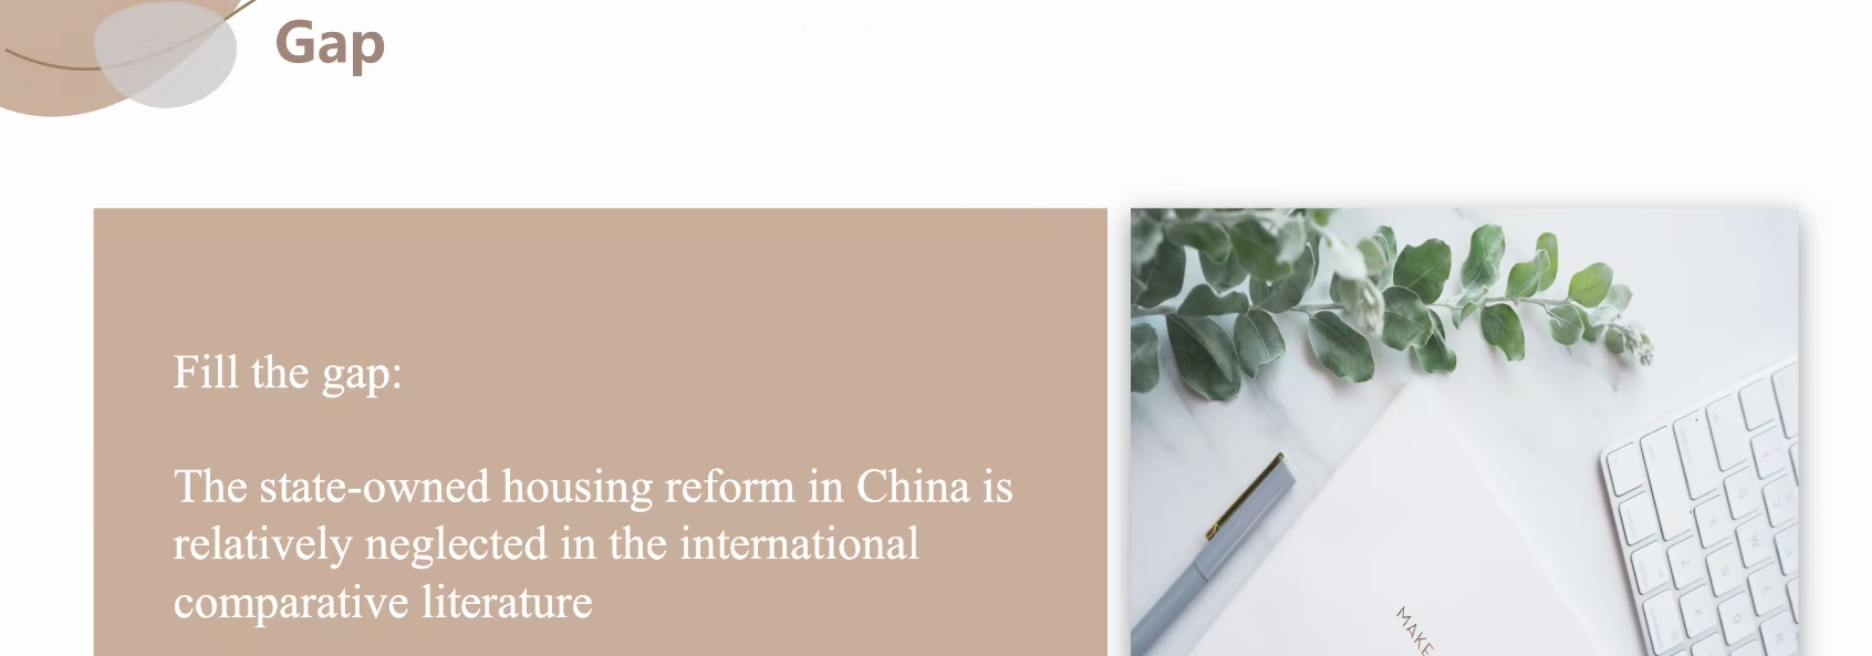 Gap
Fill the gap:
The state-owned housing reform in China is
relatively neglected in the international
comparative literature
MAKE